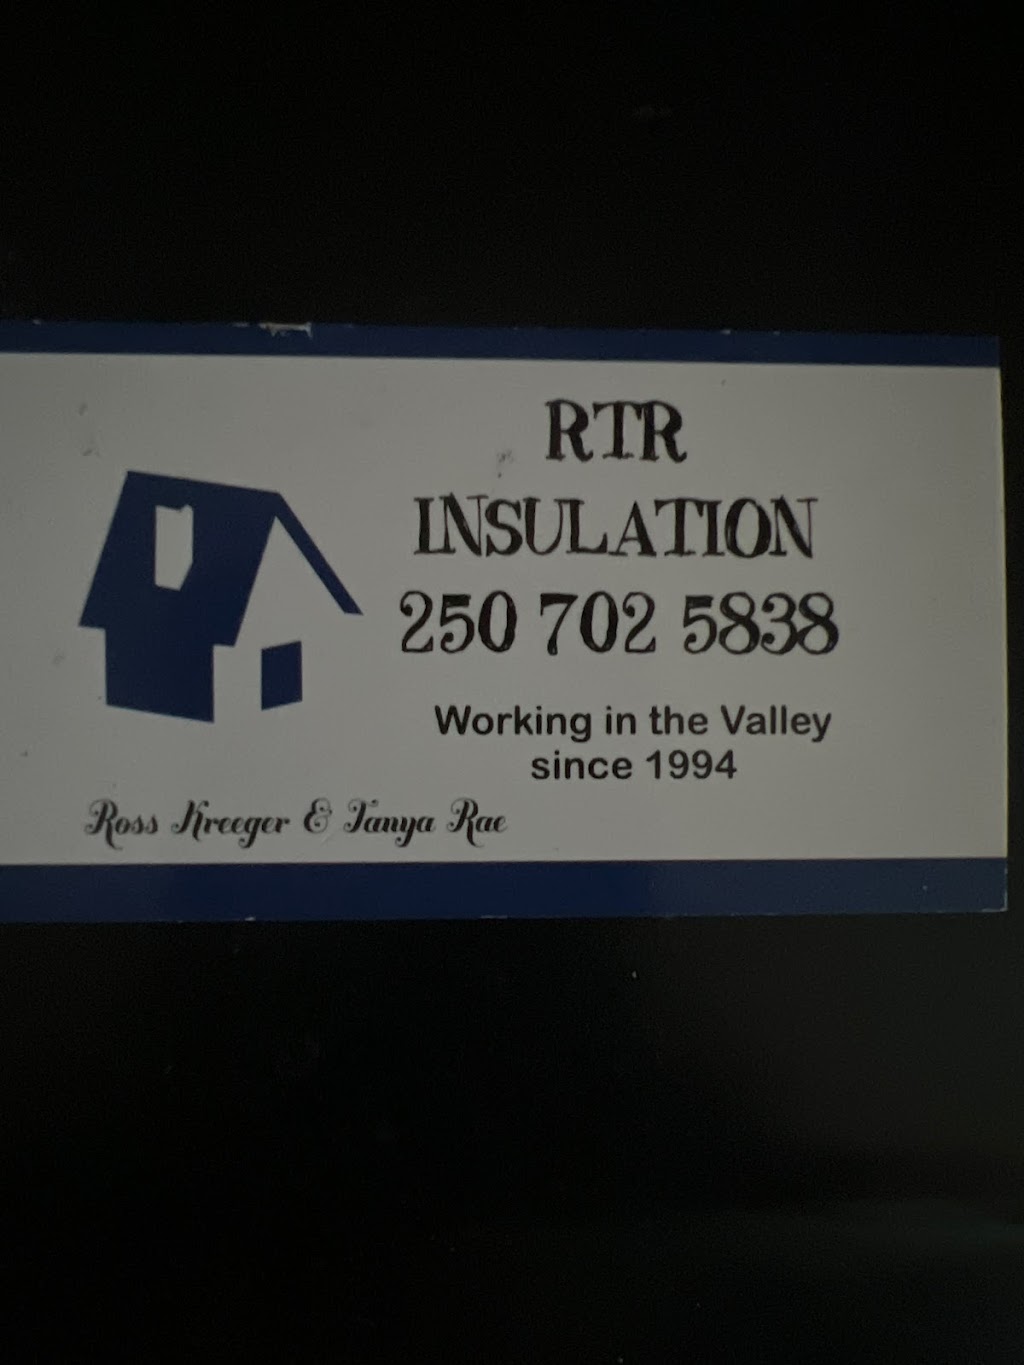 RTR
INSULATION
250 702 5838
Working in the Valley
since 1994
Ross Kreeger & Tanya Rae